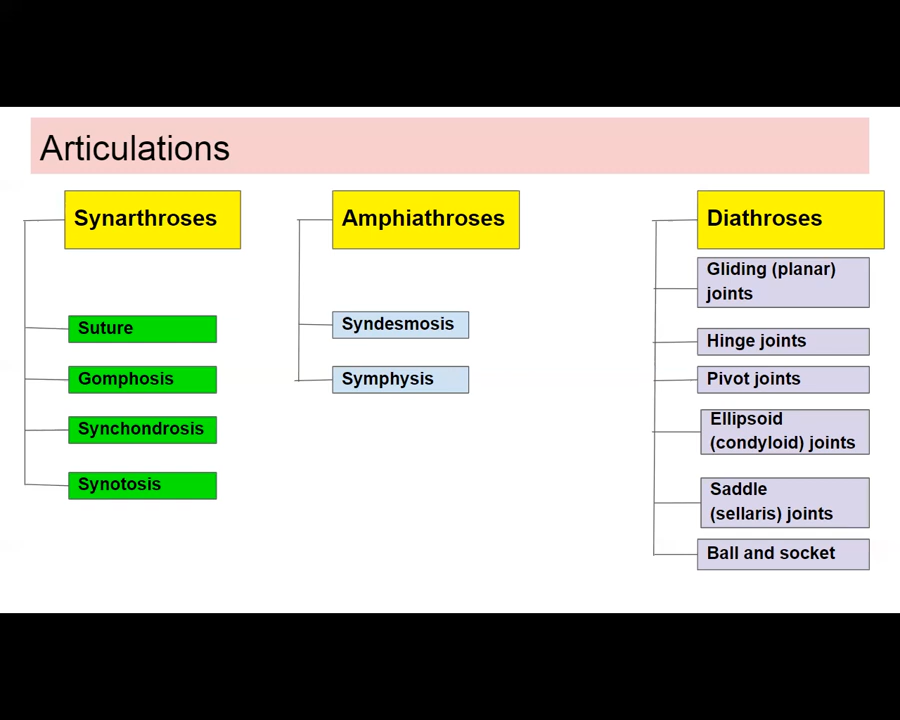 Articulations
Synarthroses
Suture
Gomphosis
Synchondrosis
Synotosis
Amphiathroses
Syndesmosis
Symphysis
Diathroses
Gliding (planar)
joints
Hinge joints
Pivot joints
Ellipsoid
(condyloid) joints
Saddle
(sellaris) joints
Ball and socket